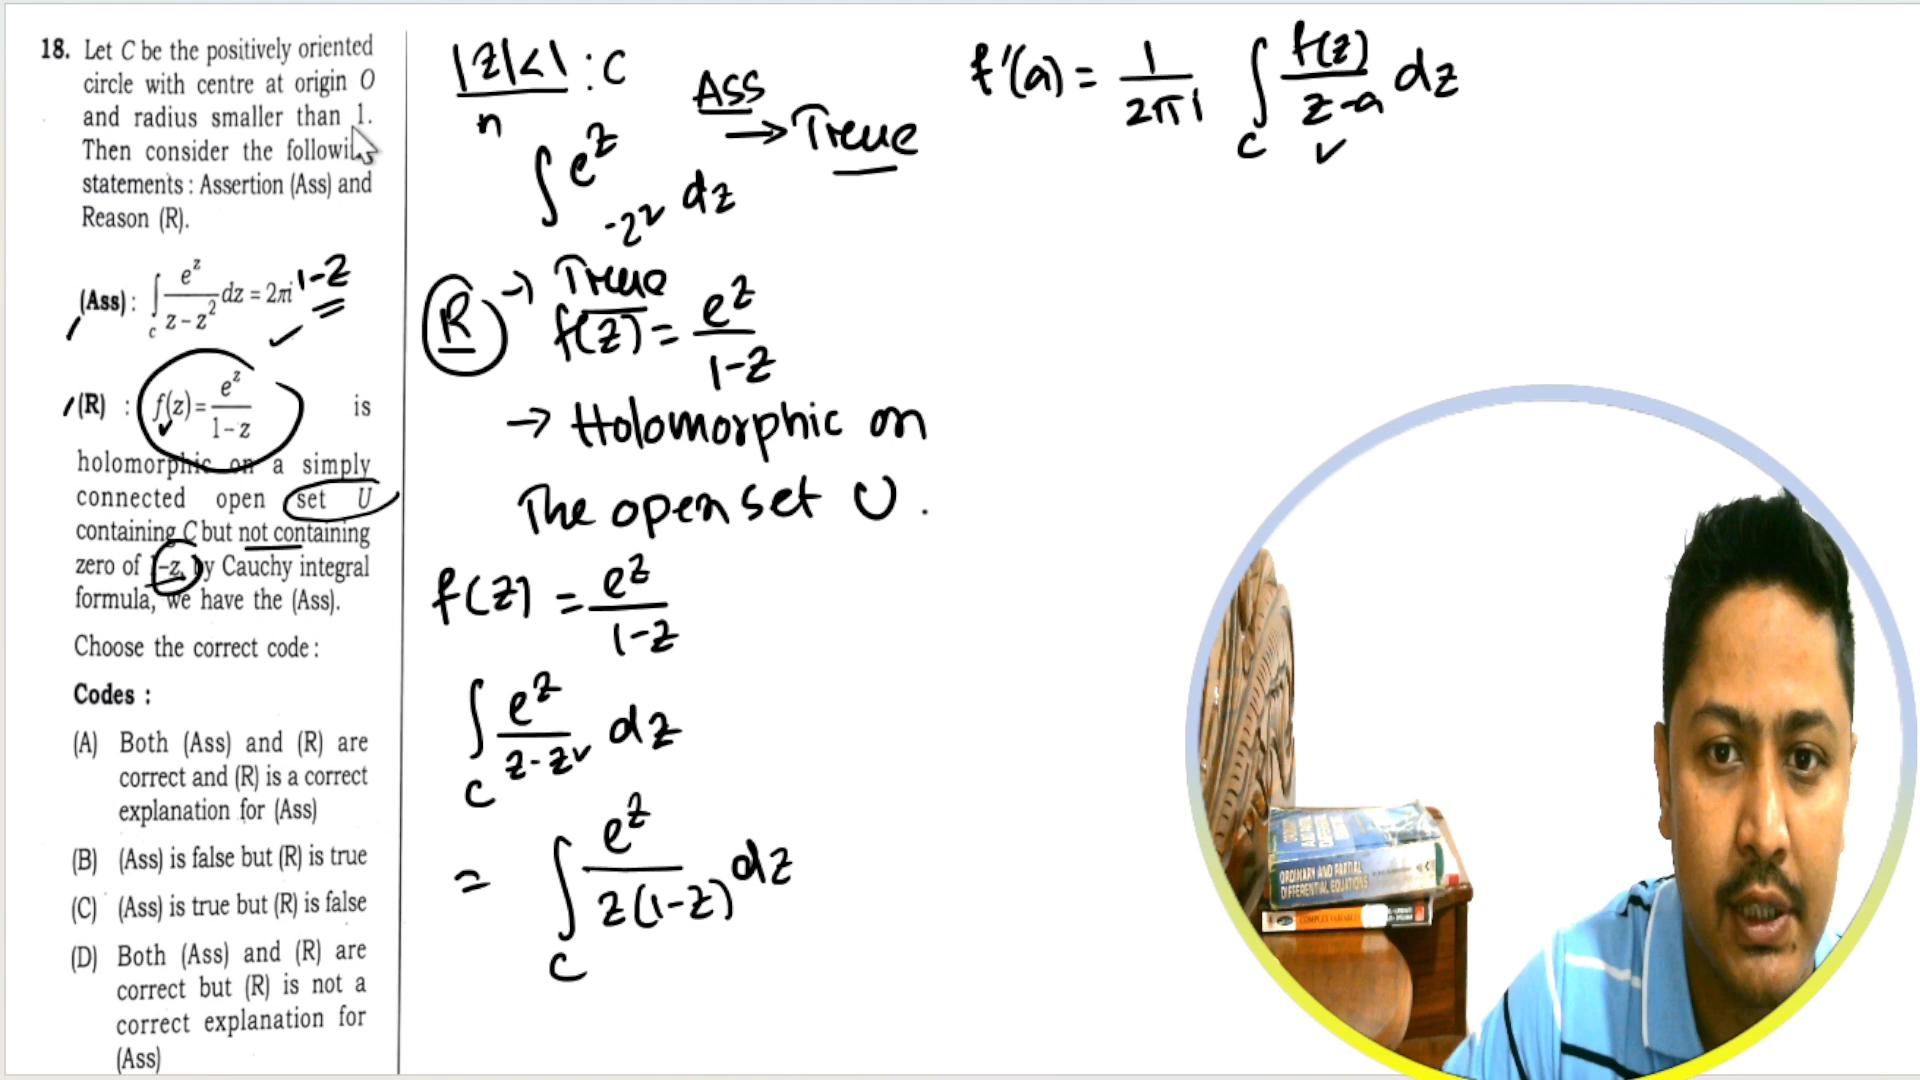 18. Let C be the positively oriented
circle with centre at origin O
and radius smaller than 1.
Then consider the following
statements : Assertion (Ass) and
Reason (R).
(Ass) : ∫_c e^z/(z – z^2) dz = 2πi 1-z
(R) : f(z) = e^z/(1 – z) is
holomorphic on a simply
connected open set U
containing C but not containing
zero of 1–z, by Cauchy integral
formula, we have the (Ass).
Choose the correct code :
Codes :
(A) Both (Ass) and (R) are
correct and (R) is a correct
explanation for (Ass)
(B) (Ass) is false but (R) is true
(C) (Ass) is true but (R) is false
(D) Both (Ass) and (R) are
correct but (R) is not a
correct explanation for
(Ass)
|z|<1 : C
n
Ass
→ True
∫ e^z -z^2 dz
R → True
f(z) = e^z/(1-z)
→ Holomorphic on
The open set U.
f(z) = e^z/(1-z)
∫_C e^z/(z-z^2) dz
= ∫_C e^z/(z(1-z)) dz
f'(a) = 1/(2πi) ∫_C f(z)/(z-a) dz
ORDINARY AND PARTIAL
DIFFERENTIAL EQUATIONS
COMPLEX VARIABLES